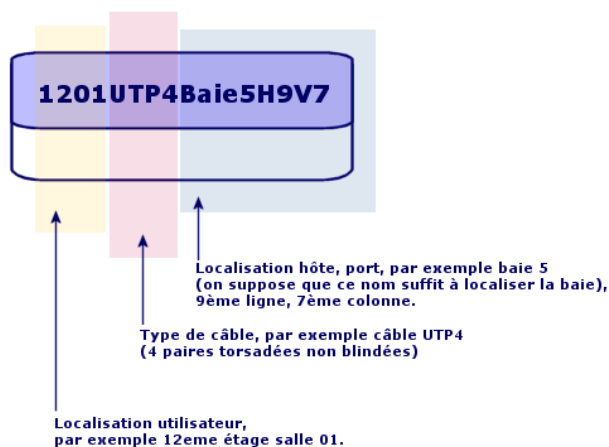 1201UTP4Baie5H9V7
Localisation hôte, port, par exemple baie 5
(on suppose que ce nom suffit à localiser la baie),
9ème ligne, 7ème colonne.
Type de câble, par exemple câble UTP4
(4 paires torsadées non blindées)
Localisation utilisateur,
par exemple 12eme étage salle 01.